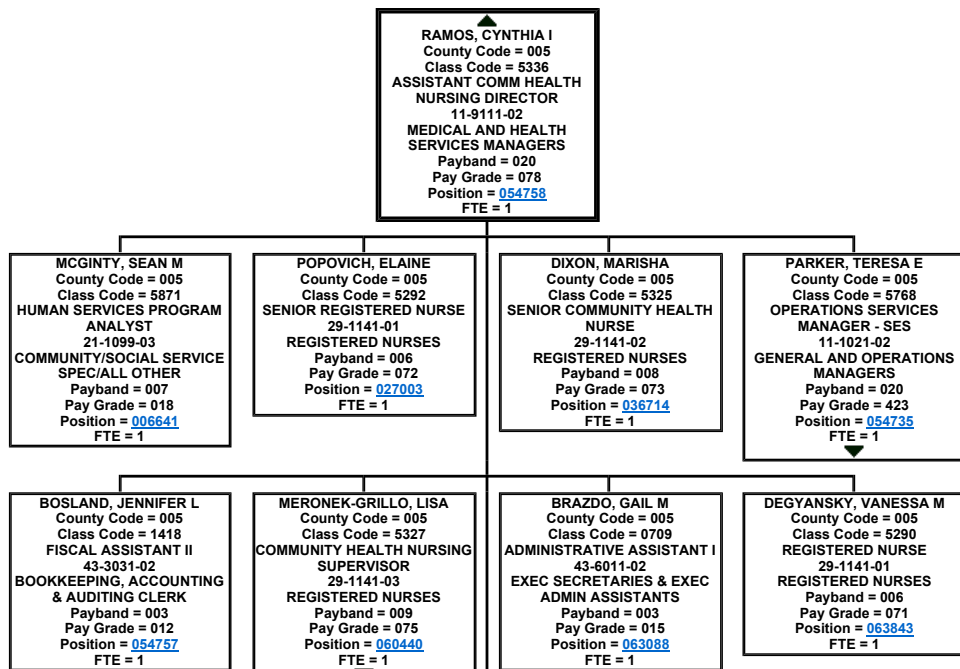 RAMOS, CYNTHIA I
County Code = 005
Class Code = 5336
ASSISTANT COMM HEALTH
NURSING DIRECTOR
11-9111-02
MEDICAL AND HEALTH
SERVICES MANAGERS
Payband = 020
Pay Grade = 078
Position = 054758
FTE = 1
MCGINTY, SEAN M
County Code = 005
Class Code = 5871
HUMAN SERVICES PROGRAM
ANALYST
21-1099-03
COMMUNITY/SOCIAL SERVICE
SPEC/ALL OTHER
Payband = 007
Pay Grade = 018
Position = 006641
FTE = 1
POPOVICH, ELAINE
County Code = 005
Class Code = 5292
SENIOR REGISTERED NURSE
29-1141-01
REGISTERED NURSES
Payband = 006
Pay Grade = 072
Position = 027003
FTE = 1
DIXON, MARISHA
County Code = 005
Class Code = 5325
SENIOR COMMUNITY HEALTH
NURSE
29-1141-02
REGISTERED NURSES
Payband = 008
Pay Grade = 073
Position = 036714
FTE = 1
PARKER, TERESA E
County Code = 005
Class Code = 5768
OPERATIONS SERVICES
MANAGER - SES
11-1021-02
GENERAL AND OPERATIONS
MANAGERS
Payband = 020
Pay Grade = 423
Position = 054735
FTE = 1
BOSLAND, JENNIFER L
County Code = 005
Class Code = 1418
FISCAL ASSISTANT II
43-3031-02
BOOKKEEPING, ACCOUNTING
& AUDITING CLERK
Payband = 003
Pay Grade = 012
Position = 054757
FTE = 1
MERONEK-GRILLO, LISA
County Code = 005
Class Code = 5327
COMMUNITY HEALTH NURSING
SUPERVISOR
29-1141-03
REGISTERED NURSES
Payband = 009
Pay Grade = 075
Position = 060440
FTE = 1
BRAZDO, GAIL M
County Code = 005
Class Code = 0709
ADMINISTRATIVE ASSISTANT I
43-6011-02
EXEC SECRETARIES & EXEC
ADMIN ASSISTANTS
Payband = 003
Pay Grade = 015
Position = 063088
FTE = 1
DEGYANSKY, VANESSA M
County Code = 005
Class Code = 5290
REGISTERED NURSE
29-1141-01
REGISTERED NURSES
Payband = 006
Pay Grade = 071
Position = 063843
FTE = 1